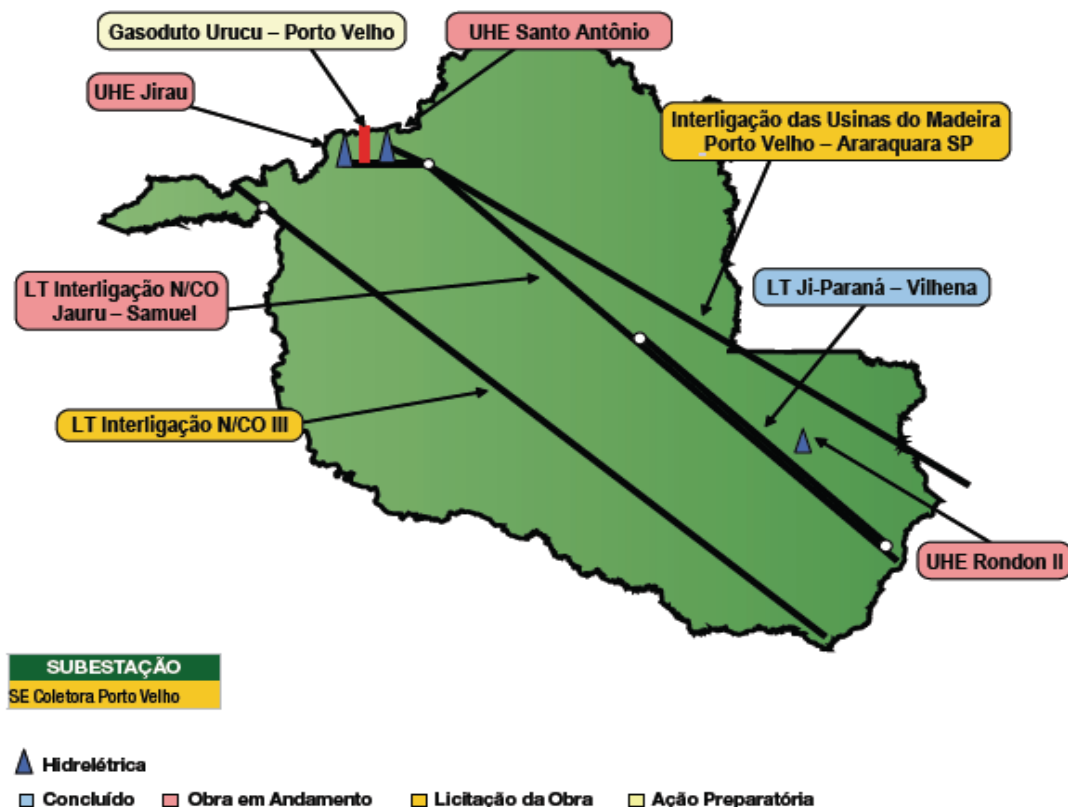 Gasoduto Urucu – Porto Velho
UHE Santo Antônio
UHE Jirau
Interligação das Usinas do Madeira
Porto Velho – Araraquara SP
LT Interligação N/CO
Jauru – Samuel
LT Ji-Paraná – Vilhena
LT Interligação N/CO III
UHE Rondon II
SUBESTAÇÃO
SE Coletora Porto Velho
Hidrelétrica
Concluído
Obra em Andamento
Licitação da Obra
Ação Preparatória